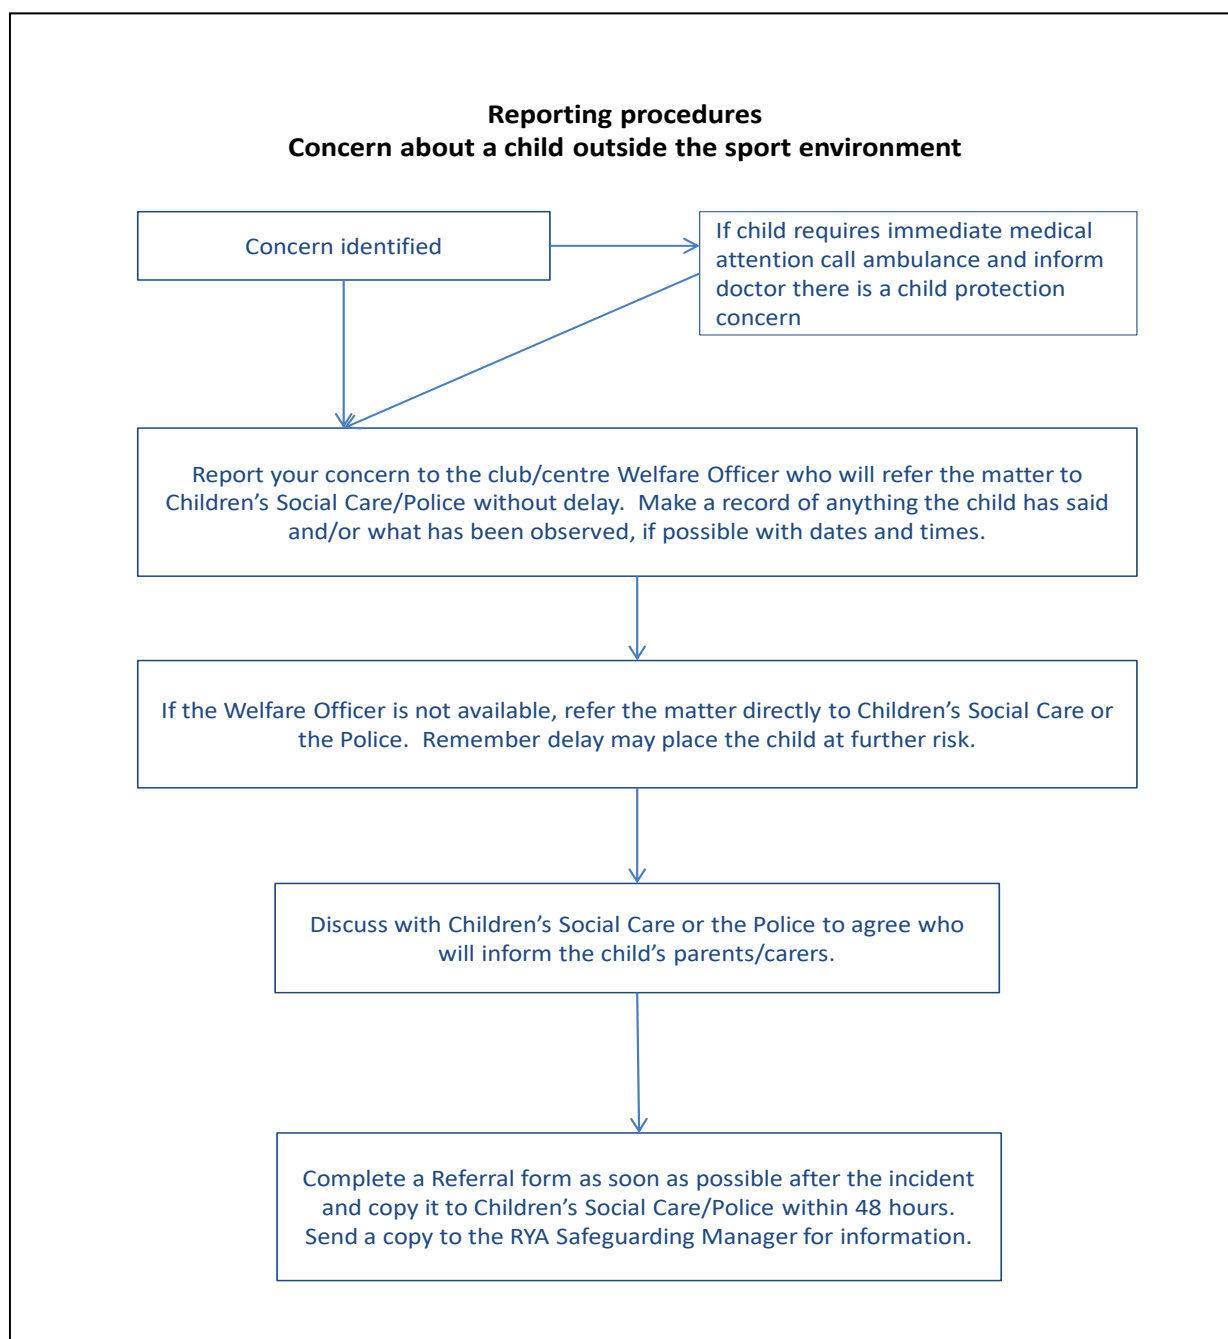 Reporting procedures
Concern about a child outside the sport environment
Concern identified
If child requires immediate medical
attention call ambulance and inform
doctor there is a child protection
concern
Report your concern to the club/centre Welfare Officer who will refer the matter to
Children’s Social Care/Police without delay.  Make a record of anything the child has said
and/or what has been observed, if possible with dates and times.
If the Welfare Officer is not available, refer the matter directly to Children’s Social Care or
the Police.  Remember delay may place the child at further risk.
Discuss with Children’s Social Care or the Police to agree who
will inform the child’s parents/carers.
Complete a Referral form as soon as possible after the incident
and copy it to Children’s Social Care/Police within 48 hours.
Send a copy to the RYA Safeguarding Manager for information.